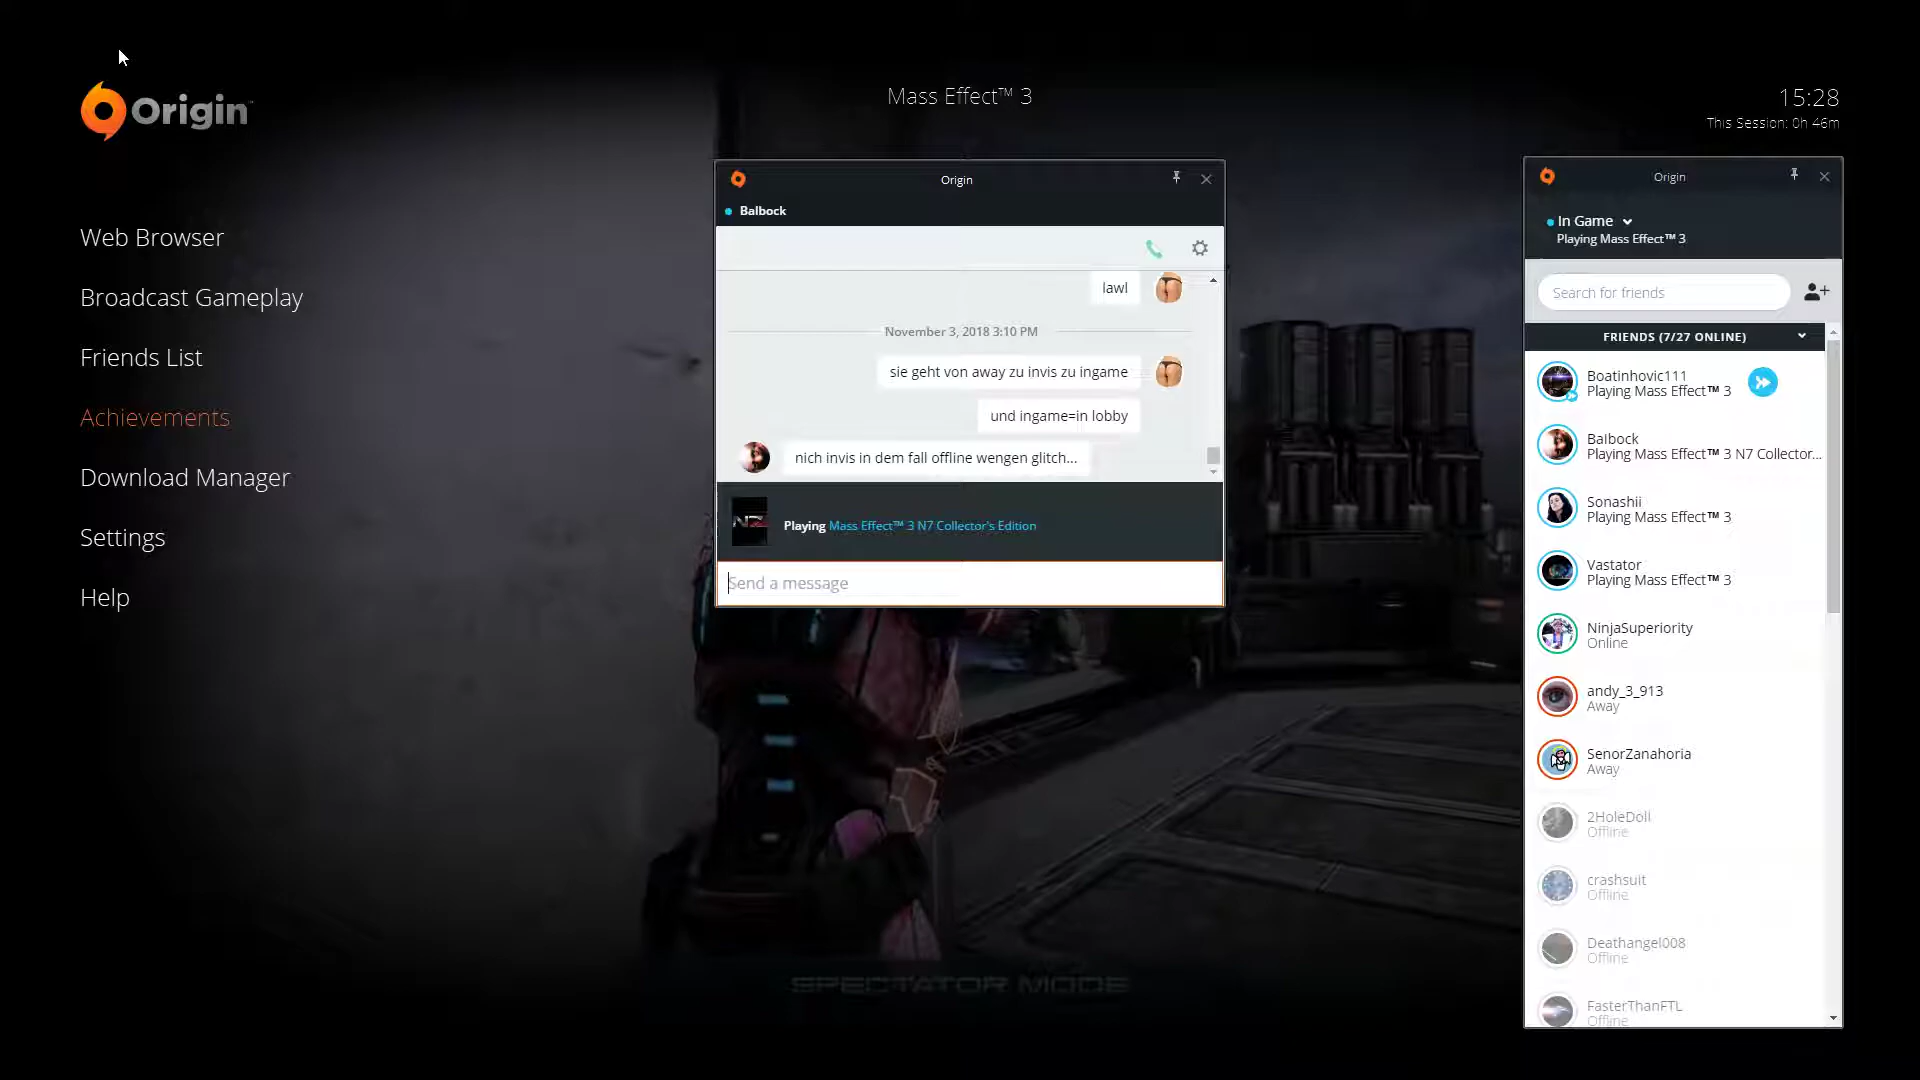 Origin
Mass Effect™ 3
15:28
This Session: 0h 46m
Web Browser
Broadcast Gameplay
Friends List
Achievements
Download Manager
Settings
Help
Origin
Balbock
lawl
November 3, 2018 3:10 PM
sie geht von away zu invis zu ingame
und ingame=in lobby
nich invis in dem fall offline wengen glitch...
N7
Playing Mass Effect™ 3 N7 Collector's Edition
Send a message
SPECTATOR MODE
Origin
In Game
Playing Mass Effect™ 3
Search for friends
FRIENDS (7/27 ONLINE)
Boatinhovic111
Playing Mass Effect™ 3
Balbock
Playing Mass Effect™ 3 N7 Collector...
Sonashii
Playing Mass Effect™ 3
Vastator
Playing Mass Effect™ 3
NinjaSuperiority
Online
andy_3_913
Away
SenorZanahoria
Away
2HoleDoll
Offline
crashsuit
Offline
Deathangel008
Offline
FasterThanFTL
Offline